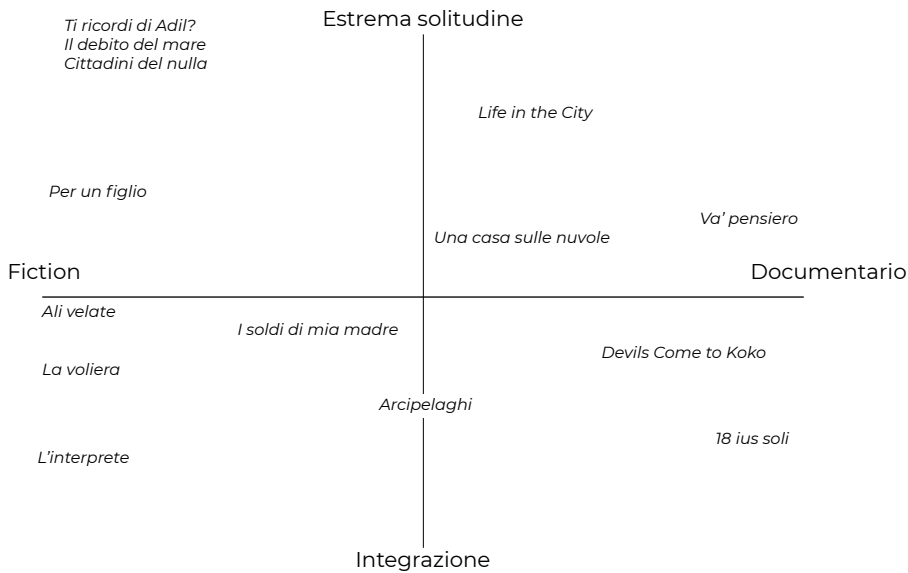 Estrema solitudine
Ti ricordi di Adil?
Il debito del mare
Cittadini del nulla
Life in the City
Per un figlio
Va’ pensiero
Una casa sulle nuvole
Fiction
Documentario
Ali velate
I soldi di mia madre
Devils Come to Koko
La voliera
Arcipelaghi
18 ius soli
L’interprete
Integrazione